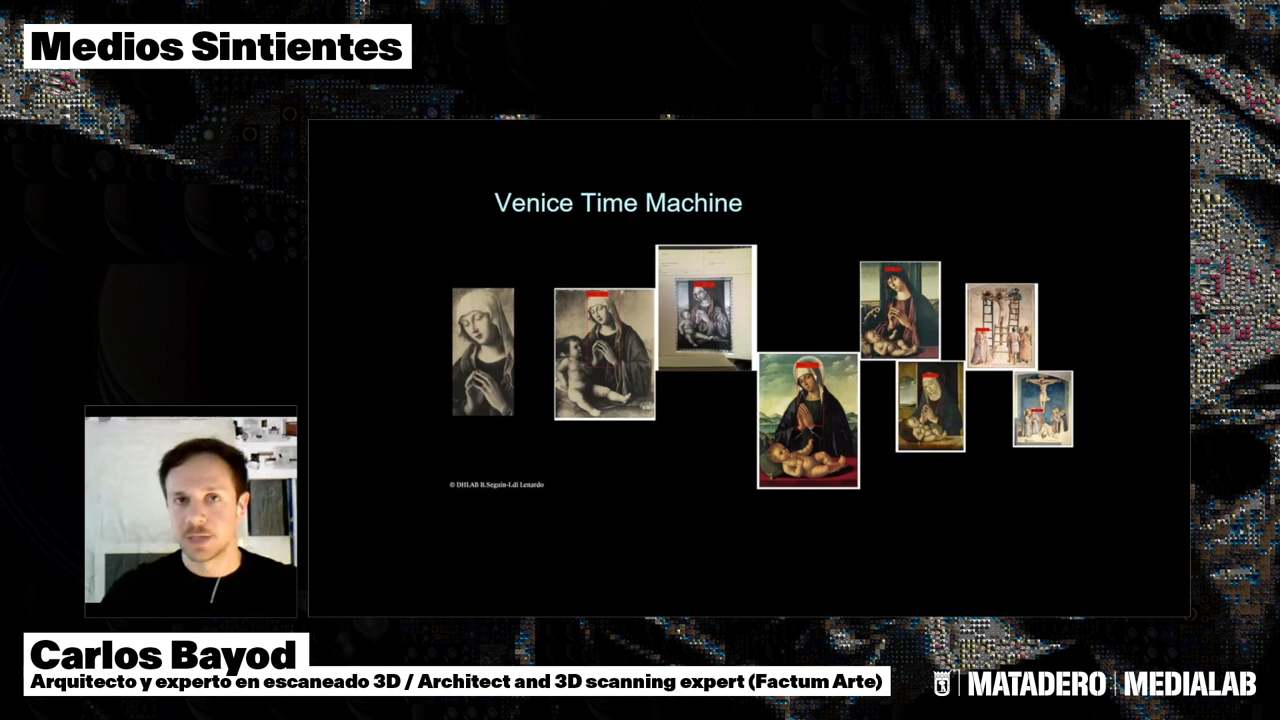 Medios Sintientes
Venice Time Machine
© DHLAB B.Seguin-I.di Lenardo
Carlos Bayod
Arquitecto y experto en escaneado 3D / Architect and 3D scanning expert (Factum Arte)
MATADERO MEDIALAB